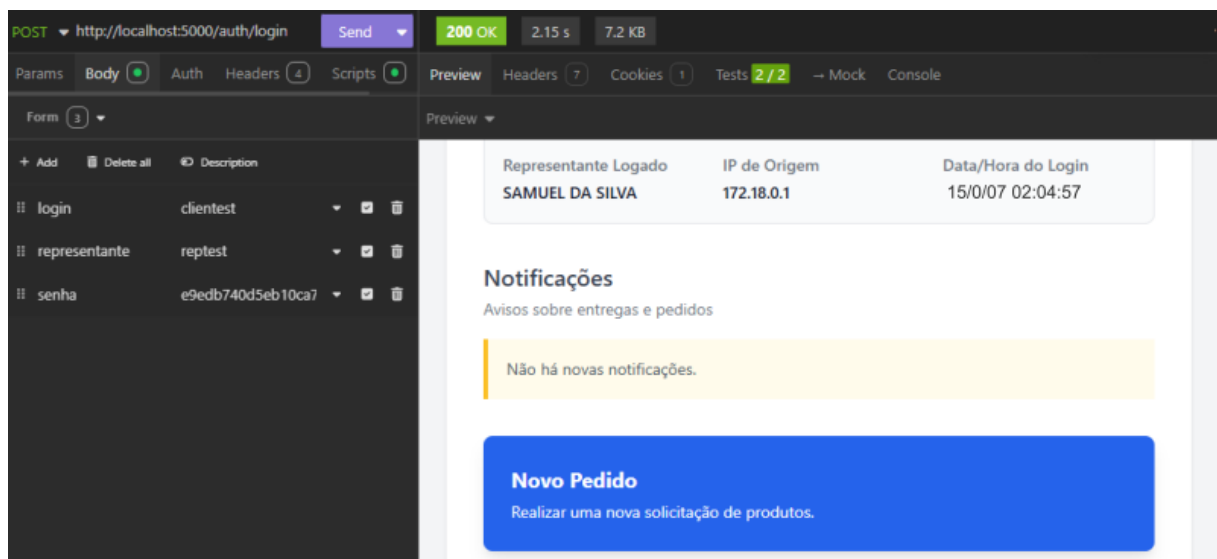 POST http://localhost:5000/auth/login Send 200 OK 2.15 s 7.2 KB
Params Body Auth Headers 4 Scripts Preview Headers 7 Cookies 1 Tests 2 / 2 → Mock Console
Form 3 Preview
+ Add Delete all Description
login clientest
representante reptest
senha e9edb740d5eb10ca7
Representante Logado IP de Origem Data/Hora do Login
SAMUEL DA SILVA 172.18.0.1 15/0/07 02:04:57
Notificações
Avisos sobre entregas e pedidos
Não há novas notificações.
Novo Pedido
Realizar uma nova solicitação de produtos.